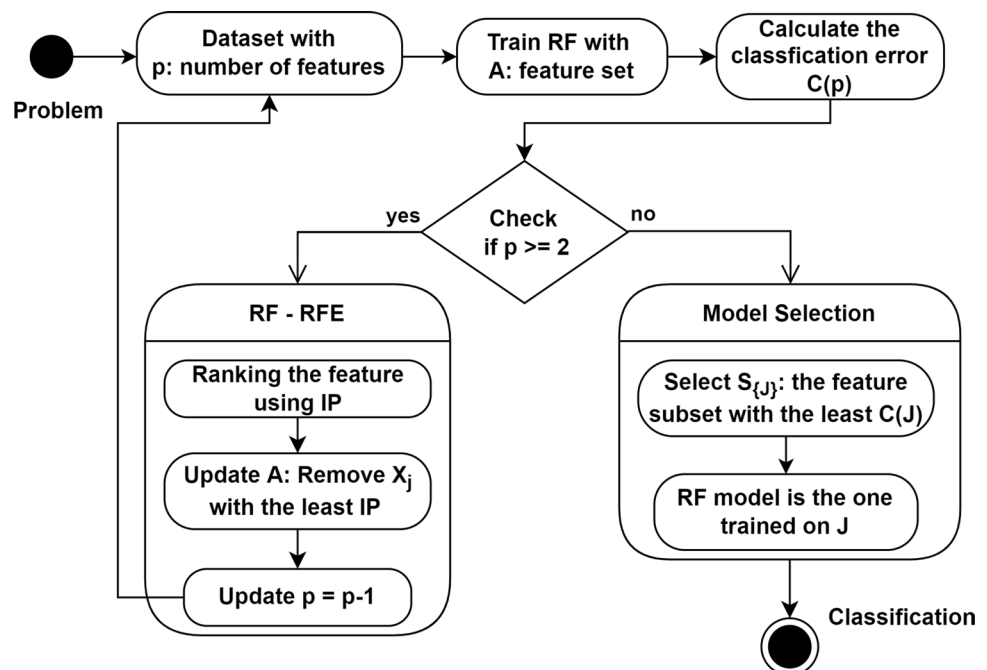 Problem
Dataset with
p: number of features
Train RF with
A: feature set
Calculate the
classfication error
C(p)
Check
if p >= 2
yes
no
RF - RFE
Ranking the feature
using IP
Update A: Remove Xj
with the least IP
Update p = p-1
Model Selection
Select S{J}: the feature
subset with the least C(J)
RF model is the one
trained on J
Classification